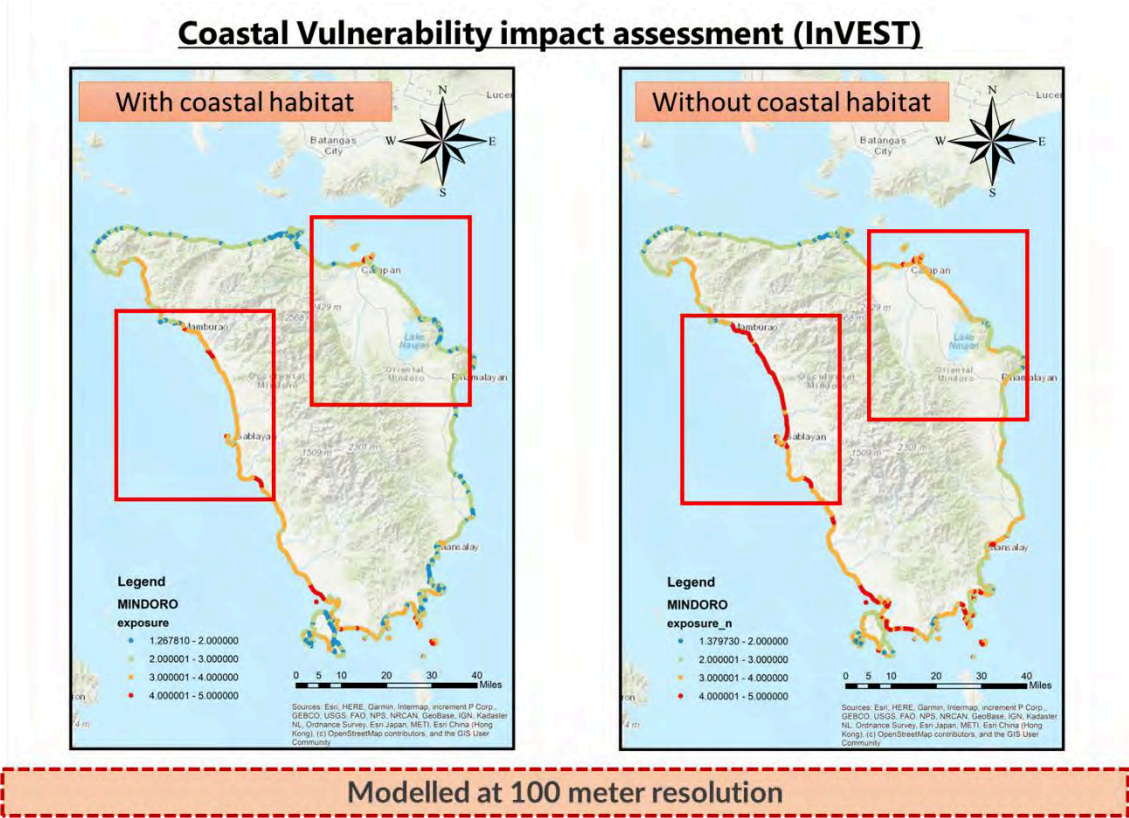 Coastal Vulnerability impact assessment (InVEST)
With coastal habitat
N
W
E
S
Lucer
Batangas
City
Calapan
2429 m
2568 m
Mamburao
Lake
Naujan
Occidental
Mindoro
Oriental
Mindoro
Pinamalayan
Sablayan
1509 m
2301 m
Mansalay
Legend
MINDORO
exposure
1.267810 - 2.000000
2.000001 - 3.000000
3.000001 - 4.000000
4.000001 - 5.000000
0 5 10 20 30 40
Miles
Sources: Esri, HERE, Garmin, Intermap, increment P Corp.,
GEBCO, USGS, FAO, NPS, NRCAN, GeoBase, IGN, Kadaster
NL, Ordnance Survey, Esri Japan, METI, Esri China (Hong
Kong), (c) OpenStreetMap contributors, and the GIS User
Community
Without coastal habitat
N
W
E
S
Lucer
Batangas
City
Calapan
2429 m
Mamburao
Lake
Naujan
Occidental
Mindoro
Oriental
Mindoro
Pinamalayan
Sablayan
1509 m
2301 m
Mansalay
Legend
MINDORO
exposure_n
1.379730 - 2.000000
2.000001 - 3.000000
3.000001 - 4.000000
4.000001 - 5.000000
0 5 10 20 30 40
Miles
Sources: Esri, HERE, Garmin, Intermap, increment P Corp.,
GEBCO, USGS, FAO, NPS, NRCAN, GeoBase, IGN, Kadaster
NL, Ordnance Survey, Esri Japan, METI, Esri China (Hong
Kong), (c) OpenStreetMap contributors, and the GIS User
Community
Modelled at 100 meter resolution